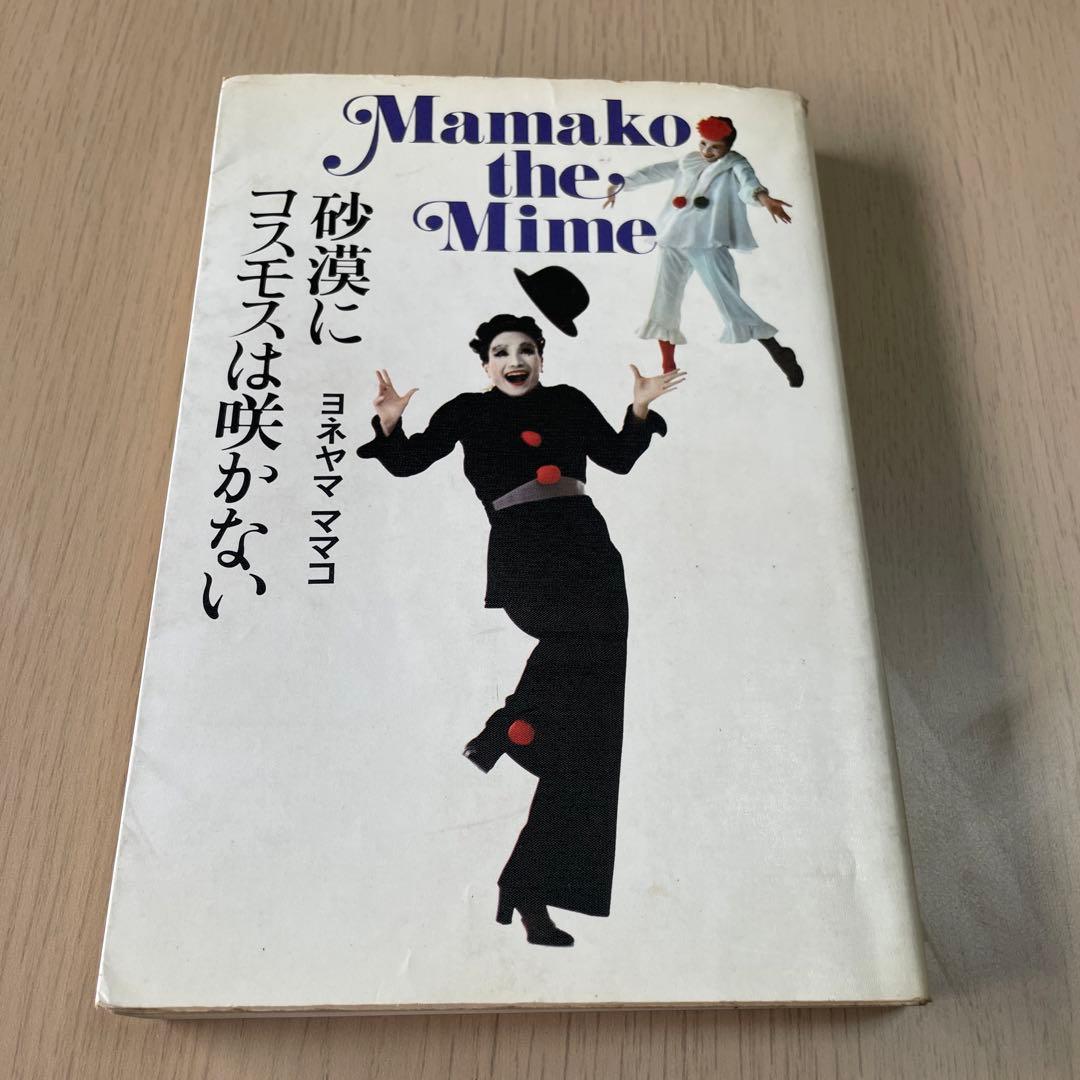 Mamako
the
Mime
砂漠に
コスモスは咲かない
ヨネヤマ ママコ